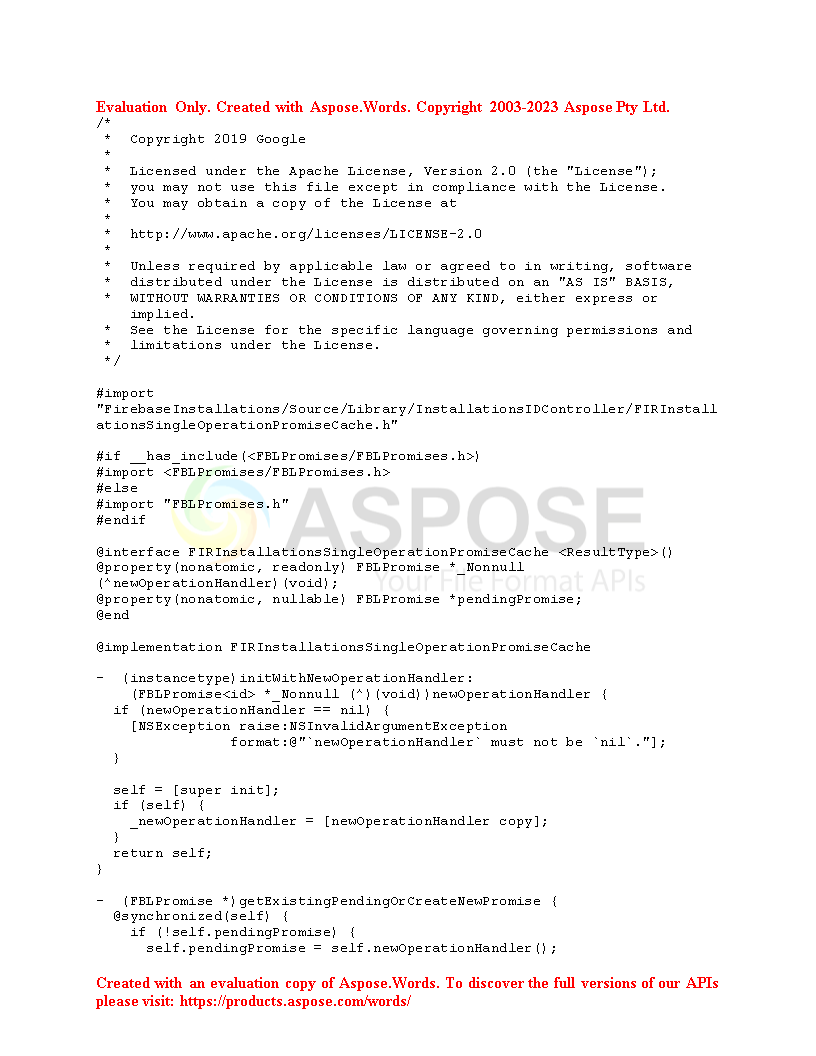 Evaluation Only. Created with Aspose.Words. Copyright 2003-2023 Aspose Pty Ltd.
/*
 *  Copyright 2019 Google
 *
 *  Licensed under the Apache License, Version 2.0 (the "License");
 *  you may not use this file except in compliance with the License.
 *  You may obtain a copy of the License at
 *
 *  http://www.apache.org/licenses/LICENSE-2.0
 *
 *  Unless required by applicable law or agreed to in writing, software
 *  distributed under the License is distributed on an "AS IS" BASIS,
 *  WITHOUT WARRANTIES OR CONDITIONS OF ANY KIND, either express or
    implied.
 *  See the License for the specific language governing permissions and
 *  limitations under the License.
 */

#import
"FirebaseInstallations/Source/Library/InstallationsIDController/FIRInstall
ationsSingleOperationPromiseCache.h"

#if __has_include(<FBLPromises/FBLPromises.h>)
#import <FBLPromises/FBLPromises.h>
#else
#import "FBLPromises.h"
#endif
ASPOSE
Your File Format APIs

@interface FIRInstallationsSingleOperationPromiseCache <ResultType>()
@property(nonatomic, readonly) FBLPromise *_Nonnull
(^newOperationHandler)(void);
@property(nonatomic, nullable) FBLPromise *pendingPromise;
@end

@implementation FIRInstallationsSingleOperationPromiseCache

-  (instancetype)initWithNewOperationHandler:
    (FBLPromise<id> *_Nonnull (^)(void))newOperationHandler {
  if (newOperationHandler == nil) {
    [NSException raise:NSInvalidArgumentException
                format:@"`newOperationHandler` must not be `nil`."];
  }

  self = [super init];
  if (self) {
    _newOperationHandler = [newOperationHandler copy];
  }
  return self;
}

-  (FBLPromise *)getExistingPendingOrCreateNewPromise {
  @synchronized(self) {
    if (!self.pendingPromise) {
      self.pendingPromise = self.newOperationHandler();

Created with an evaluation copy of Aspose.Words. To discover the full versions of our APIs
please visit: https://products.aspose.com/words/